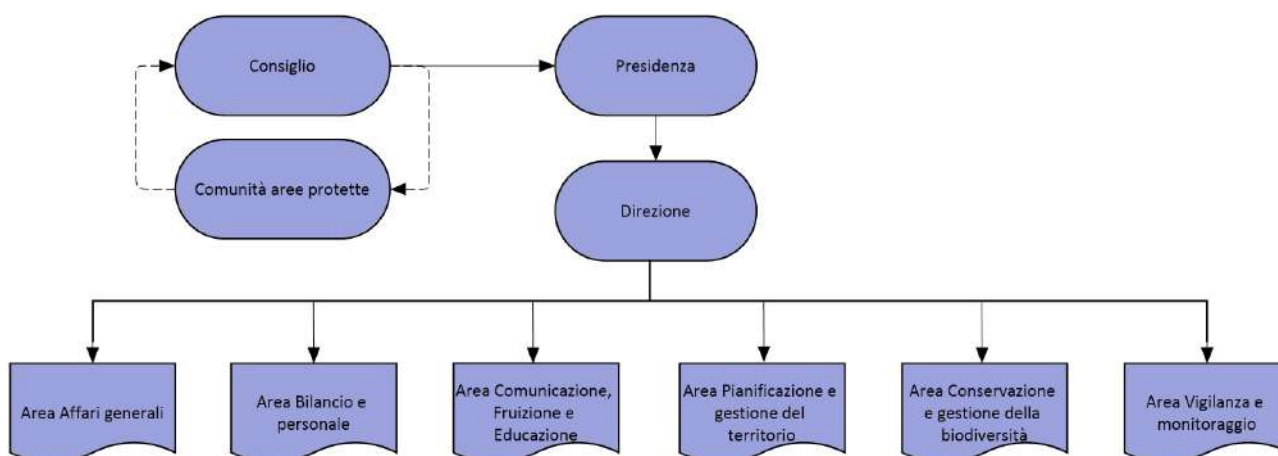 Consiglio
Presidenza
Comunità aree protette
Direzione
Area Affari generali
Area Bilancio e
personale
Area Comunicazione,
Fruizione e
Educazione
Area Pianificazione e
gestione del
territorio
Area Conservazione
e gestione della
biodiversità
Area Vigilanza e
monitoraggio